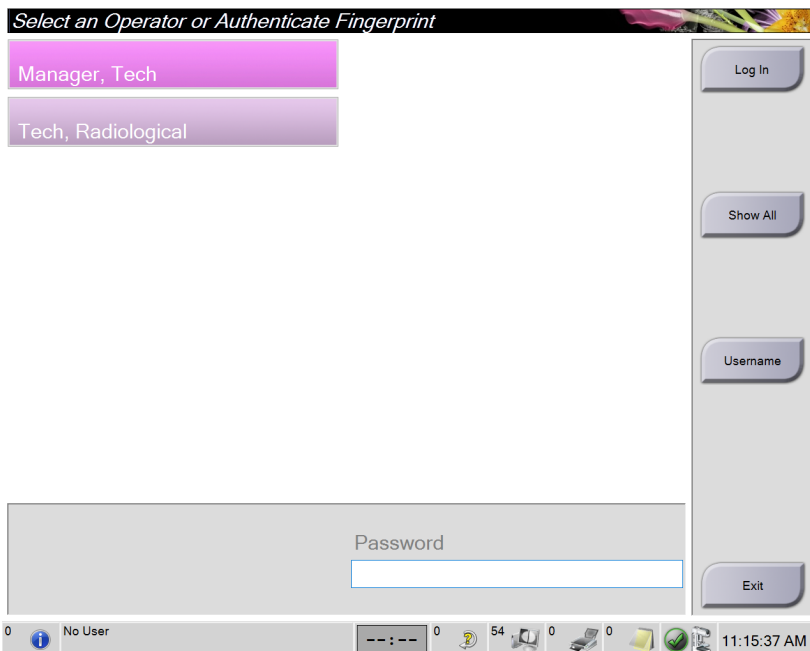 Select an Operator or Authenticate Fingerprint
Manager, Tech
Tech, Radiological
Log In
Show All
Username
Password
Exit
0 No User --:-- 0 54 0 0 11:15:37 AM